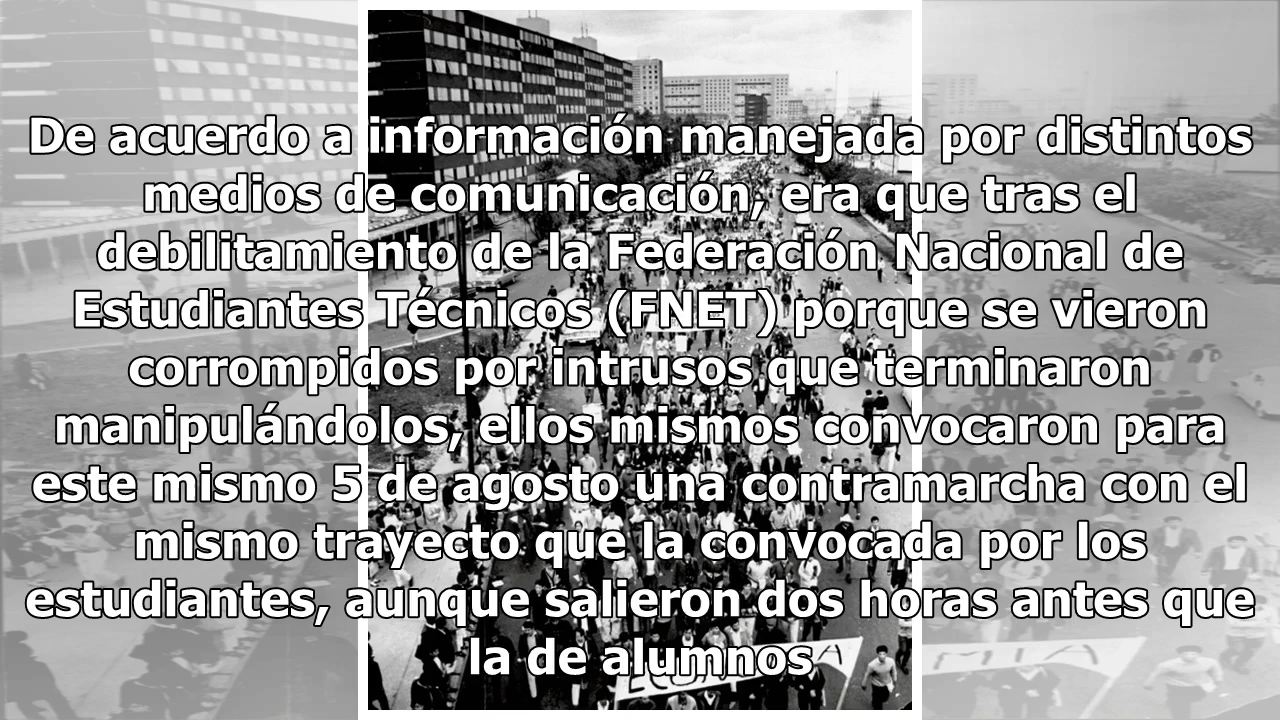 De acuerdo a información manejada por distintos
medios de comunicación, era que tras el
debilitamiento de la Federación Nacional de
Estudiantes Técnicos (FNET) porque se vieron
corrompidos por intrusos que terminaron
manipulándolos, ellos mismos convocaron para
este mismo 5 de agosto una contramarcha con el
mismo trayecto que la convocada por los
estudiantes, aunque salieron dos horas antes que
la de alumnos